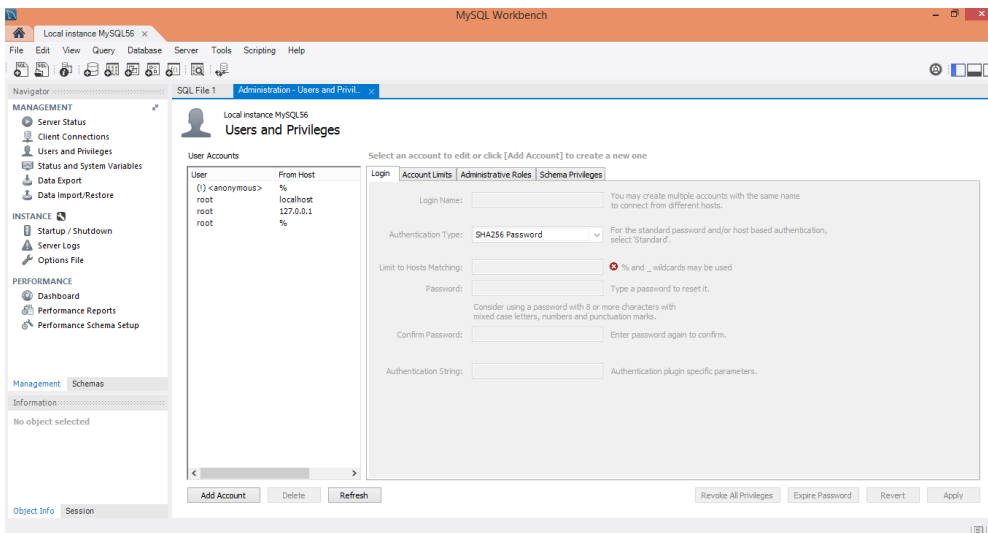 MySQL Workbench
Local instance MySQL56 ×
File Edit View Query Database Server Tools Scripting Help
Navigator
SQL File 1 Administration - Users and Privil... ×
MANAGEMENT
Server Status
Client Connections
Users and Privileges
Status and System Variables
Data Export
Data Import/Restore
INSTANCE
Startup / Shutdown
Server Logs
Options File
PERFORMANCE
Dashboard
Performance Reports
Performance Schema Setup
Management Schemas
Information
No object selected
Object Info Session
Local instance MySQL56
Users and Privileges
User Accounts
User From Host
(!) <anonymous> %
root localhost
root 127.0.0.1
root %
Add Account Delete Refresh
Select an account to edit or click [Add Account] to create a new one
Login Account Limits Administrative Roles Schema Privileges
Login Name: You may create multiple accounts with the same name
to connect from different hosts.
Authentication Type: SHA256 Password For the standard password and/or host based authentication,
select 'Standard'.
Limit to Hosts Matching: % and _ wildcards may be used
Password: Type a password to reset it.
Consider using a password with 8 or more characters with
mixed case letters, numbers and punctuation marks.
Confirm Password: Enter password again to confirm.
Authentication String: Authentication plugin specific parameters.
Revoke All Privileges Expire Password Revert Apply